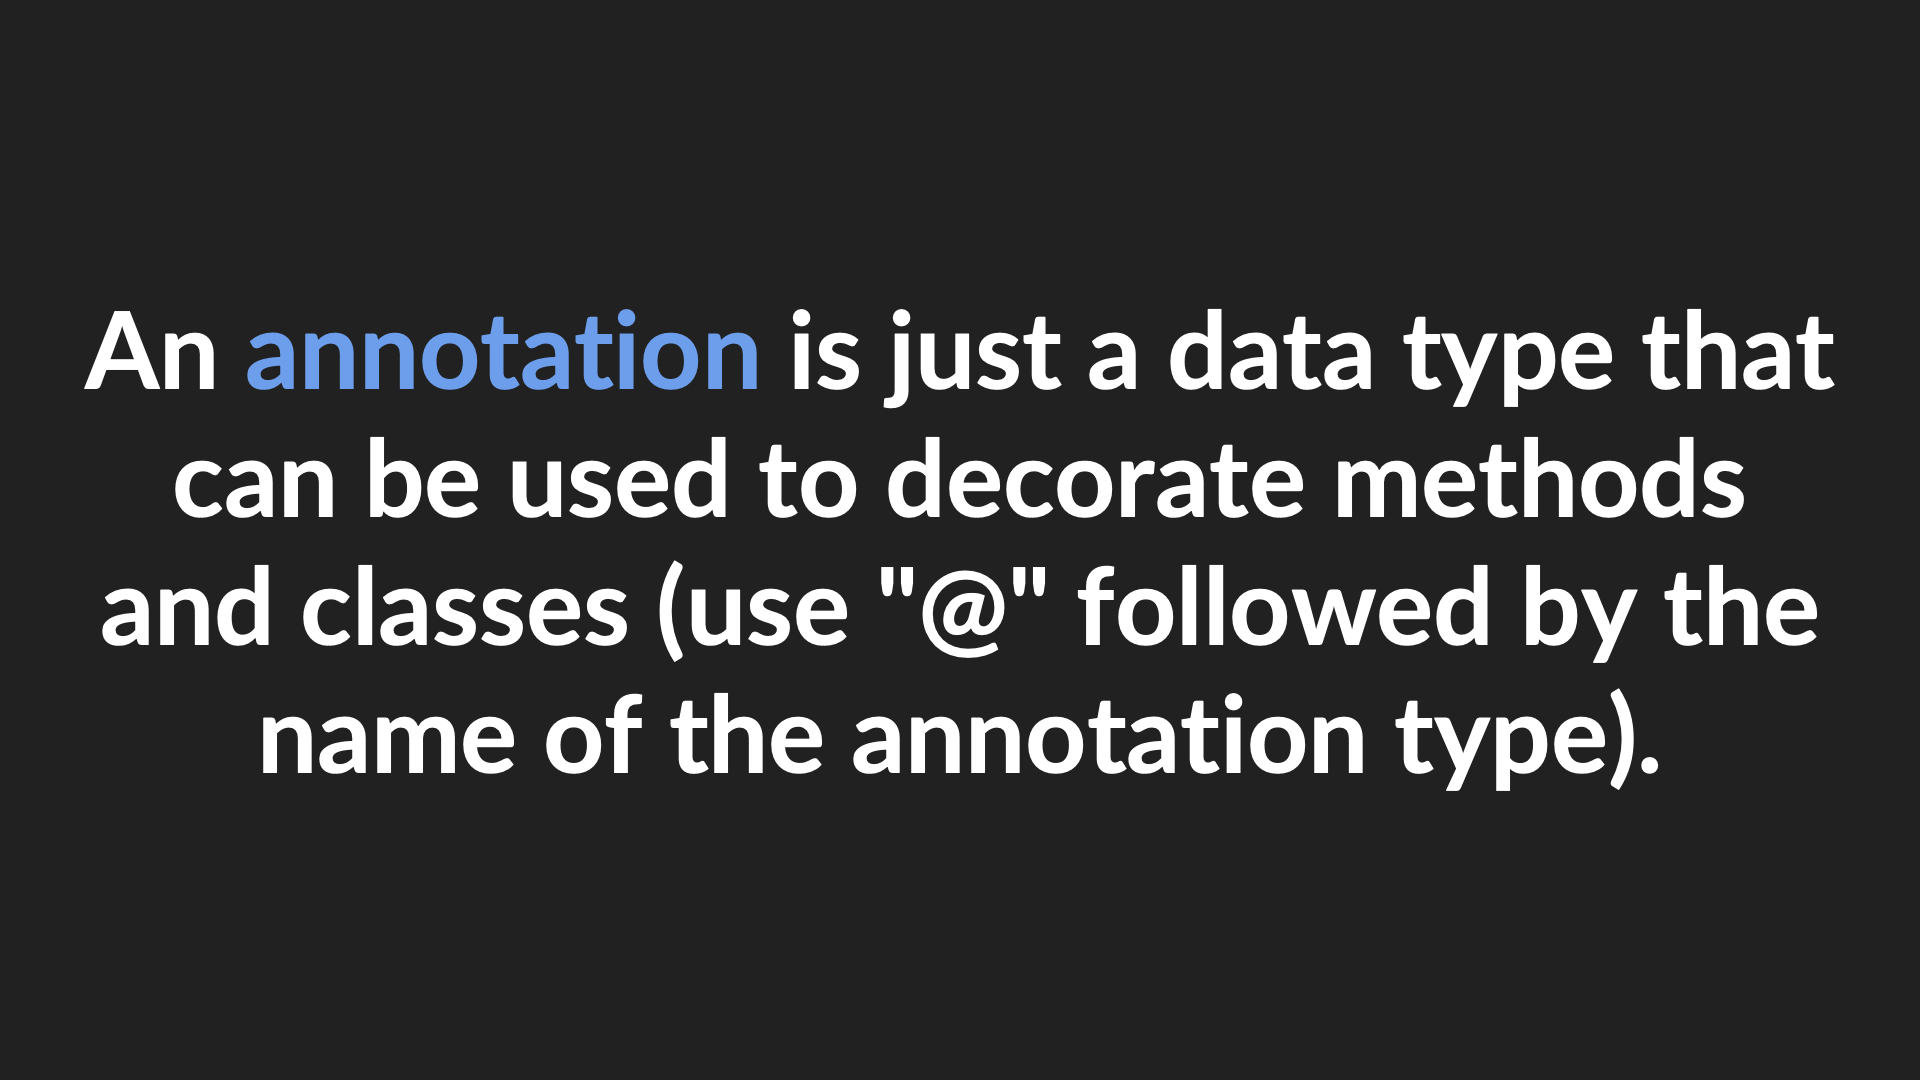 An annotation is just a data type that
can be used to decorate methods
and classes (use "@" followed by the
name of the annotation type).